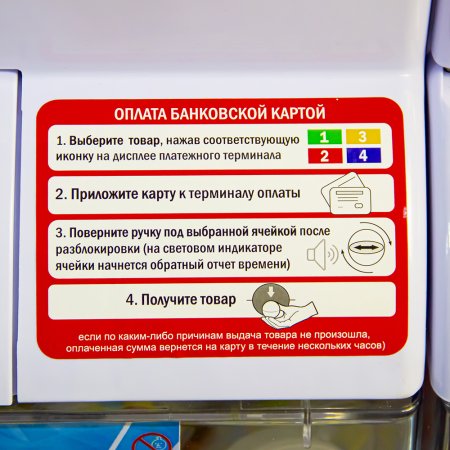 ОПЛАТА БАНКОВСКОЙ КАРТОЙ
1. Выберите товар, нажав соответствующую
иконку на дисплее платежного терминала
1 3
2 4
2. Приложите карту к терминалу оплаты
3. Поверните ручку под выбранной ячейкой после
разблокировки (на световом индикаторе
ячейки начнется обратный отчет времени)
4. Получите товар
если по каким-либо причинам выдача товара не произошла,
оплаченная сумма вернется на карту в течение нескольких часов)